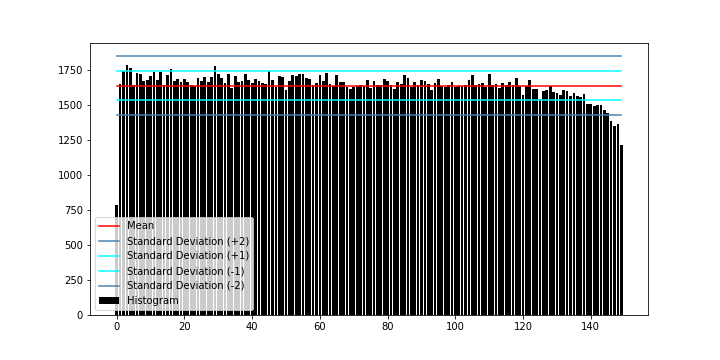 1750
1500
1250
1000
750
500
250
0
Mean
Standard Deviation (+2)
Standard Deviation (+1)
Standard Deviation (-1)
Standard Deviation (-2)
Histogram
0 20 40 60 80 100 120 140